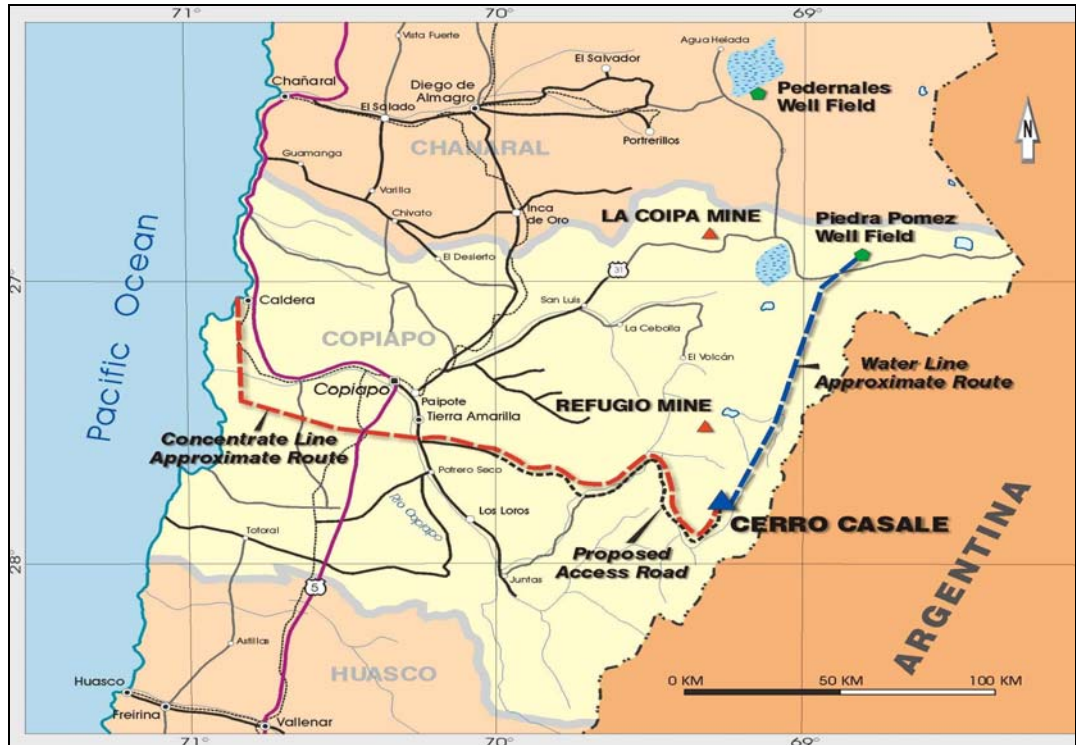 71°
70°
69°
Vista Fuerte
Agua Helada
El Salvador
Chañaral
Diego de
Almagro
Pedernales
Well Field
El Salado
Portrerillos
N
CHANARAL
Guamanga
Varilla
Chivato
Inca
de Oro
LA COIPA MINE
Piedra Pomez
Well Field
El Desierto
31
27
27
Pacific Ocean
Caldera
San Luis
La Ceballa
COPIAPO
El Volcán
Water Line
Approximate Route
Copiapo
Paipote
Tierra Amarilla
REFUGIO MINE
Concentrate Line
Approximate Route
Potrero Seco
Río Copiapo
Los Loros
CERRO CASALE
Totoral
Proposed
Access Road
Juntas
28
28
5
ARGENTINA
Astillas
HUASCO
Huasco
Freirina
Vallenar
0 KM
50 KM
100 KM
71°
70°
69°